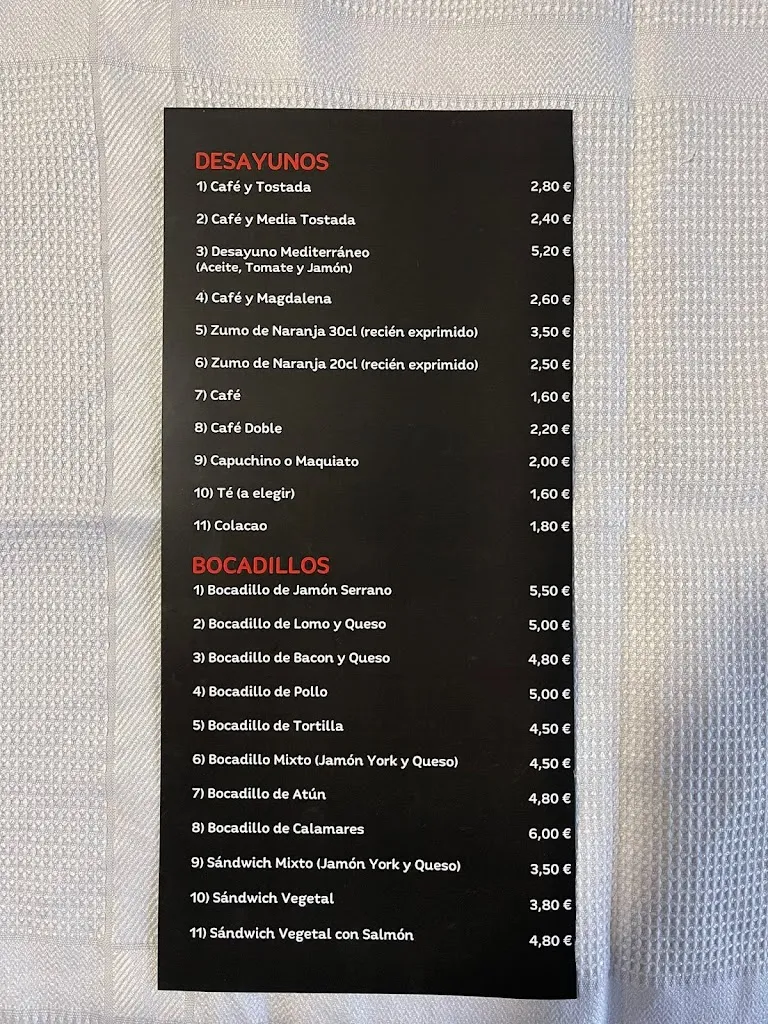 DESAYUNOS
1) Café y Tostada 2,80 €
2) Café y Media Tostada 2,40 €
3) Desayuno Mediterráneo 5,20 €
(Aceite, Tomate y Jamón)
4) Café y Magdalena 2,60 €
5) Zumo de Naranja 30cl (recién exprimido) 3,50 €
6) Zumo de Naranja 20cl (recién exprimido) 2,50 €
7) Café 1,60 €
8) Café Doble 2,20 €
9) Capuchino o Maquiato 2,00 €
10) Té (a elegir) 1,60 €
11) Colacao 1,80 €
BOCADILLOS
1) Bocadillo de Jamón Serrano 5,50 €
2) Bocadillo de Lomo y Queso 5,00 €
3) Bocadillo de Bacon y Queso 4,80 €
4) Bocadillo de Pollo 5,00 €
5) Bocadillo de Tortilla 4,50 €
6) Bocadillo Mixto (Jamón York y Queso) 4,50 €
7) Bocadillo de Atún 4,80 €
8) Bocadillo de Calamares 6,00 €
9) Sándwich Mixto (Jamón York y Queso) 3,50 €
10) Sándwich Vegetal 3,80 €
11) Sándwich Vegetal con Salmón 4,80 €